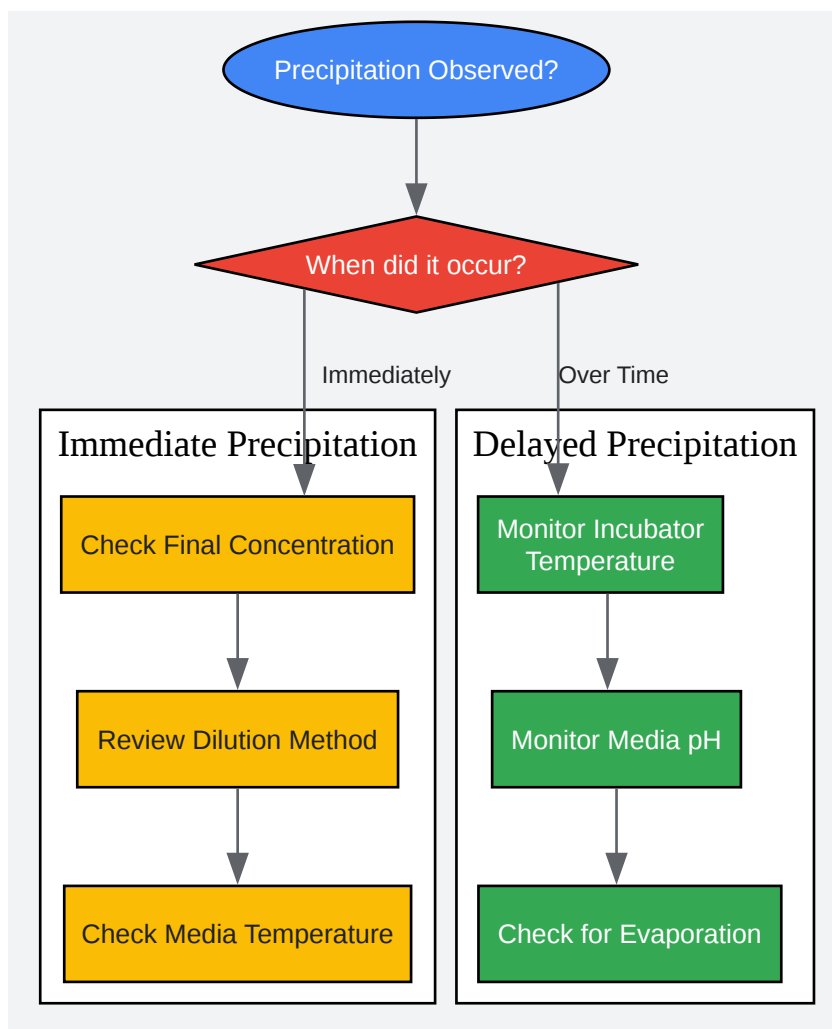 Precipitation Observed?
When did it occur?
Immediately
Over Time
Immediate Precipitation
Check Final Concentration
Review Dilution Method
Check Media Temperature
Delayed Precipitation
Monitor Incubator
Temperature
Monitor Media pH
Check for Evaporation